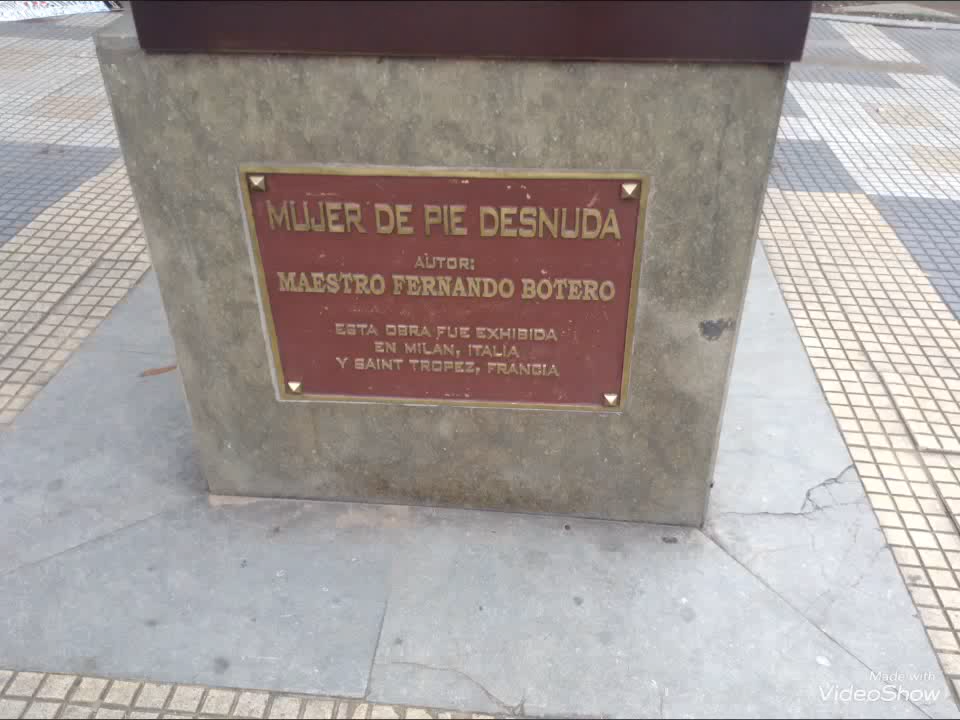 MUJER DE PIE DESNUDA
AUTOR:
MAESTRO FERNANDO BOTERO
ESTA OBRA FUE EXHIBIDA
EN MILAN, ITALIA
Y SAINT TROPEZ, FRANCIA
Made with
VideoShow